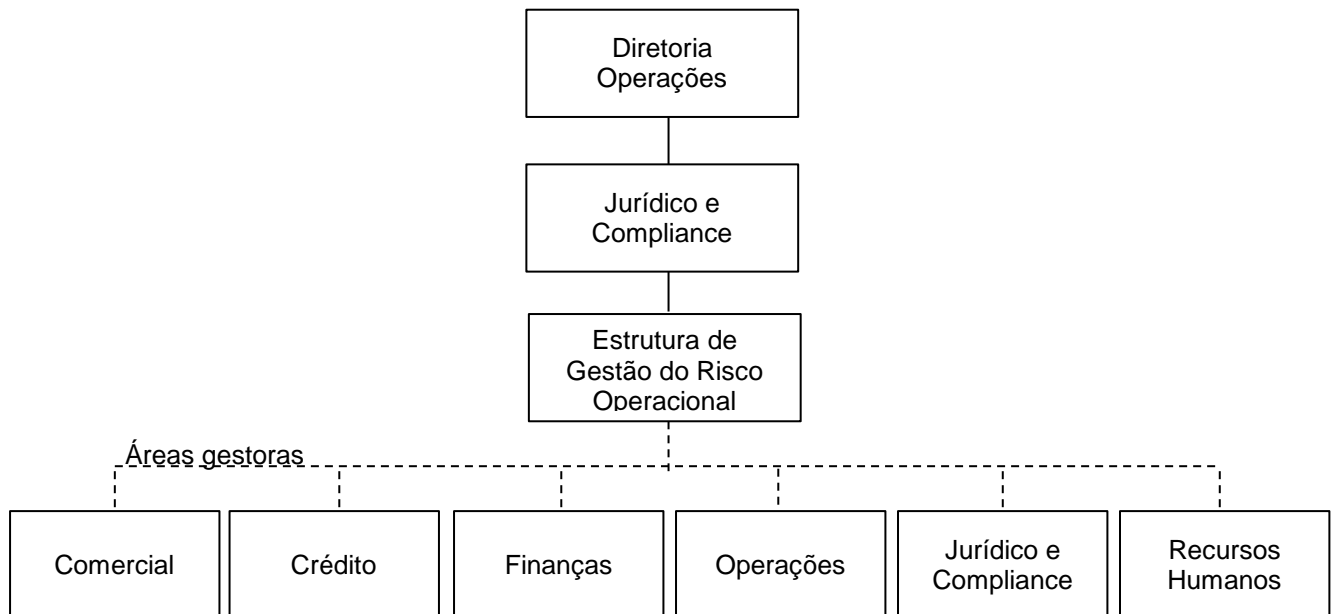 Diretoria
Operações
Jurídico e
Compliance
Estrutura de
Gestão do Risco
Operacional
Áreas gestoras
Comercial
Crédito
Finanças
Operações
Jurídico e
Compliance
Recursos
Humanos